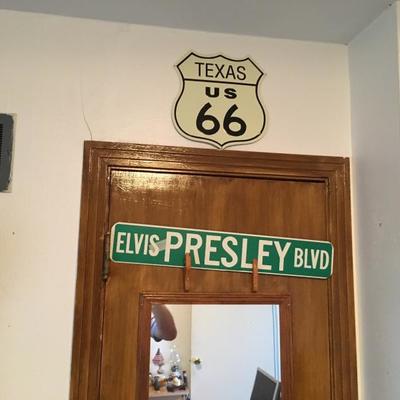 TEXAS
US
66
ELVIS PRESLEY BLVD